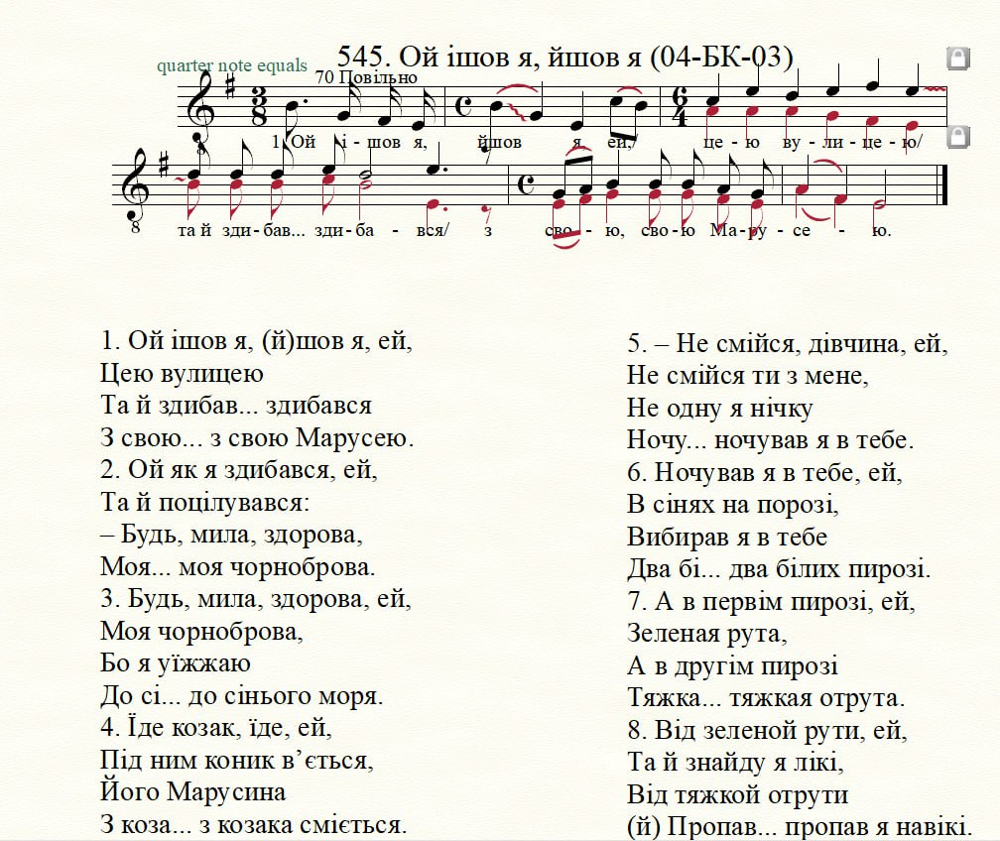 545. Ой ішов я, йшов я (04-БК-03)
quarter note equals
70 Повільно
1. Ой і - шов я, йшов я ей,/ це - ю ву - ли - це - ю/
та й зди - бав... зди - ба - вся/ з сво - ю, сво - ю Ма - ру - се - ю.
1. Ой ішов я, (й)шов я, ей,
Цею вулицею
Та й здибав... здибався
З свою... з свою Марусею.
2. Ой як я здибався, ей,
Та й поцілувався:
– Будь, мила, здорова,
Моя... моя чорноброва.
3. Будь, мила, здорова, ей,
Моя чорноброва,
Бо я уїжжаю
До сі... до сінього моря.
4. Їде козак, їде, ей,
Під ним коник в’ється,
Його Марусина
З коза... з козака сміється.
5. – Не смійся, дівчина, ей,
Не смійся ти з мене,
Не одну я нічку
Ночу... ночував я в тебе.
6. Ночував я в тебе, ей,
В сінях на порозі,
Вибирав я в тебе
Два бі... два білих пирозі.
7. А в первім пирозі, ей,
Зеленая рута,
А в другім пирозі
Тяжка... тяжкая отрута.
8. Від зеленой рути, ей,
Та й знайду я лікі,
Від тяжкой отрути
(й) Пропав... пропав я навікі.